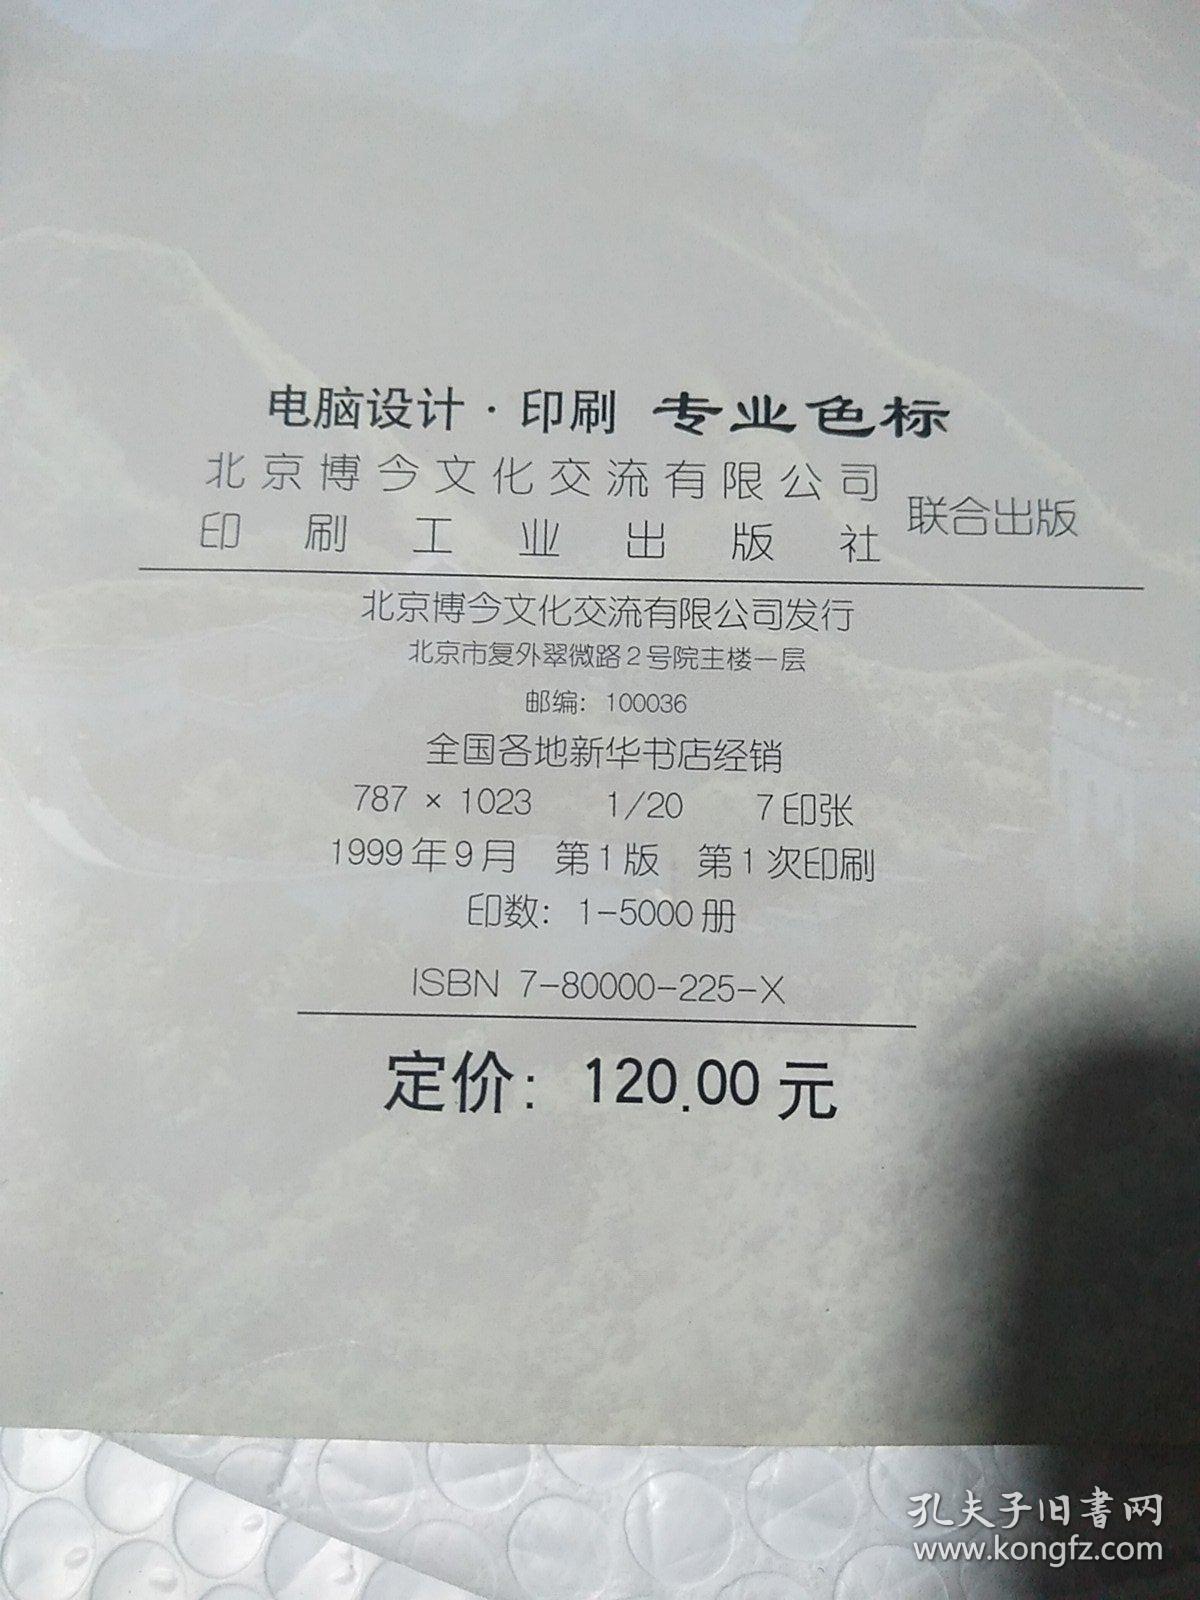 电脑设计·印刷 专业色标
北京博今文化交流有限公司
印刷工业出版社
联合出版
北京博今文化交流有限公司发行
北京市复外翠微路2号院主楼一层
邮编：100036
全国各地新华书店经销
787×1023 1/20 7印张
1999年9月 第1版 第1次印刷
印数：1-5000册
ISBN 7-80000-225-X
定价：120.00元
孔夫子旧书网
www.kongfz.com